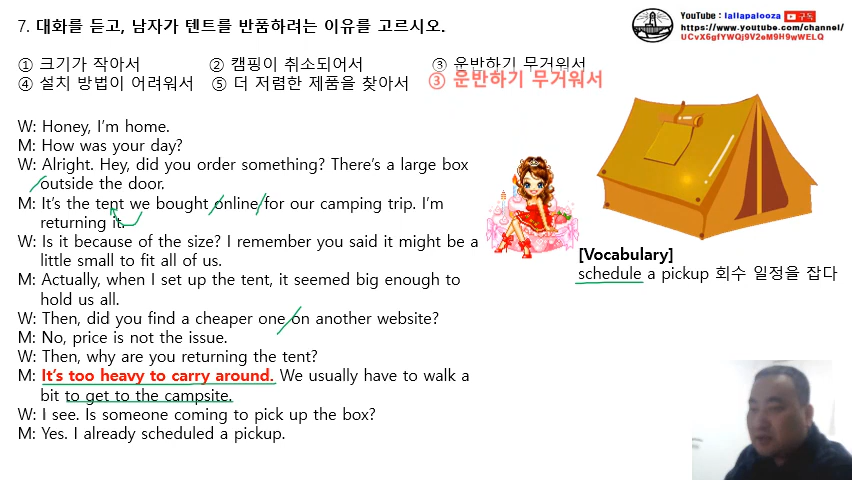 7. 대화를 듣고, 남자가 텐트를 반품하려는 이유를 고르시오.
YouTube : lallapalooza 구독
https://www.youtube.com/channel/
UCvX6gfYWQj9V2eM9H9wWELQ
① 크기가 작아서 ② 캠핑이 취소되어서 ③ 운반하기 무거워서
④ 설치 방법이 어려워서 ⑤ 더 저렴한 제품을 찾아서
③ 운반하기 무거워서
W: Honey, I'm home.
M: How was your day?
W: Alright. Hey, did you order something? There's a large box
outside the door.
M: It's the tent we bought online for our camping trip. I'm
returning it.
W: Is it because of the size? I remember you said it might be a
little small to fit all of us.
M: Actually, when I set up the tent, it seemed big enough to
hold us all.
W: Then, did you find a cheaper one on another website?
M: No, price is not the issue.
W: Then, why are you returning the tent?
M: It's too heavy to carry around. We usually have to walk a
bit to get to the campsite.
W: I see. Is someone coming to pick up the box?
M: Yes. I already scheduled a pickup.
[Vocabulary]
schedule a pickup 회수 일정을 잡다